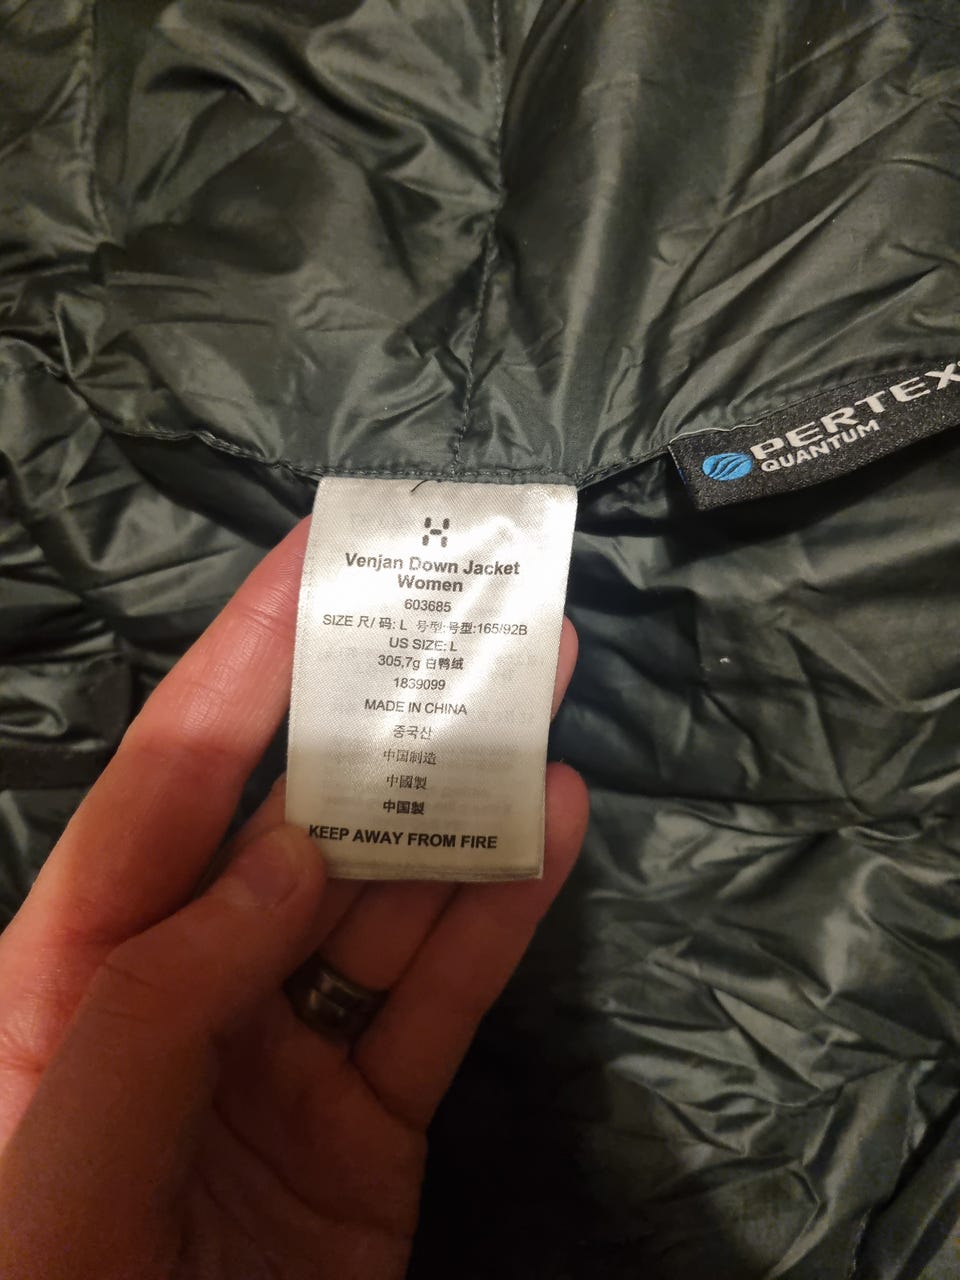 Venjan Down Jacket
Women
603685
SIZE 尺/ 码: L 号型:号型:165/92B
US SIZE: L
305,7g 白鸭绒
1839099
MADE IN CHINA
중국산
中国制造
中國製
中国製
KEEP AWAY FROM FIRE
PERTEX
QUANTUM